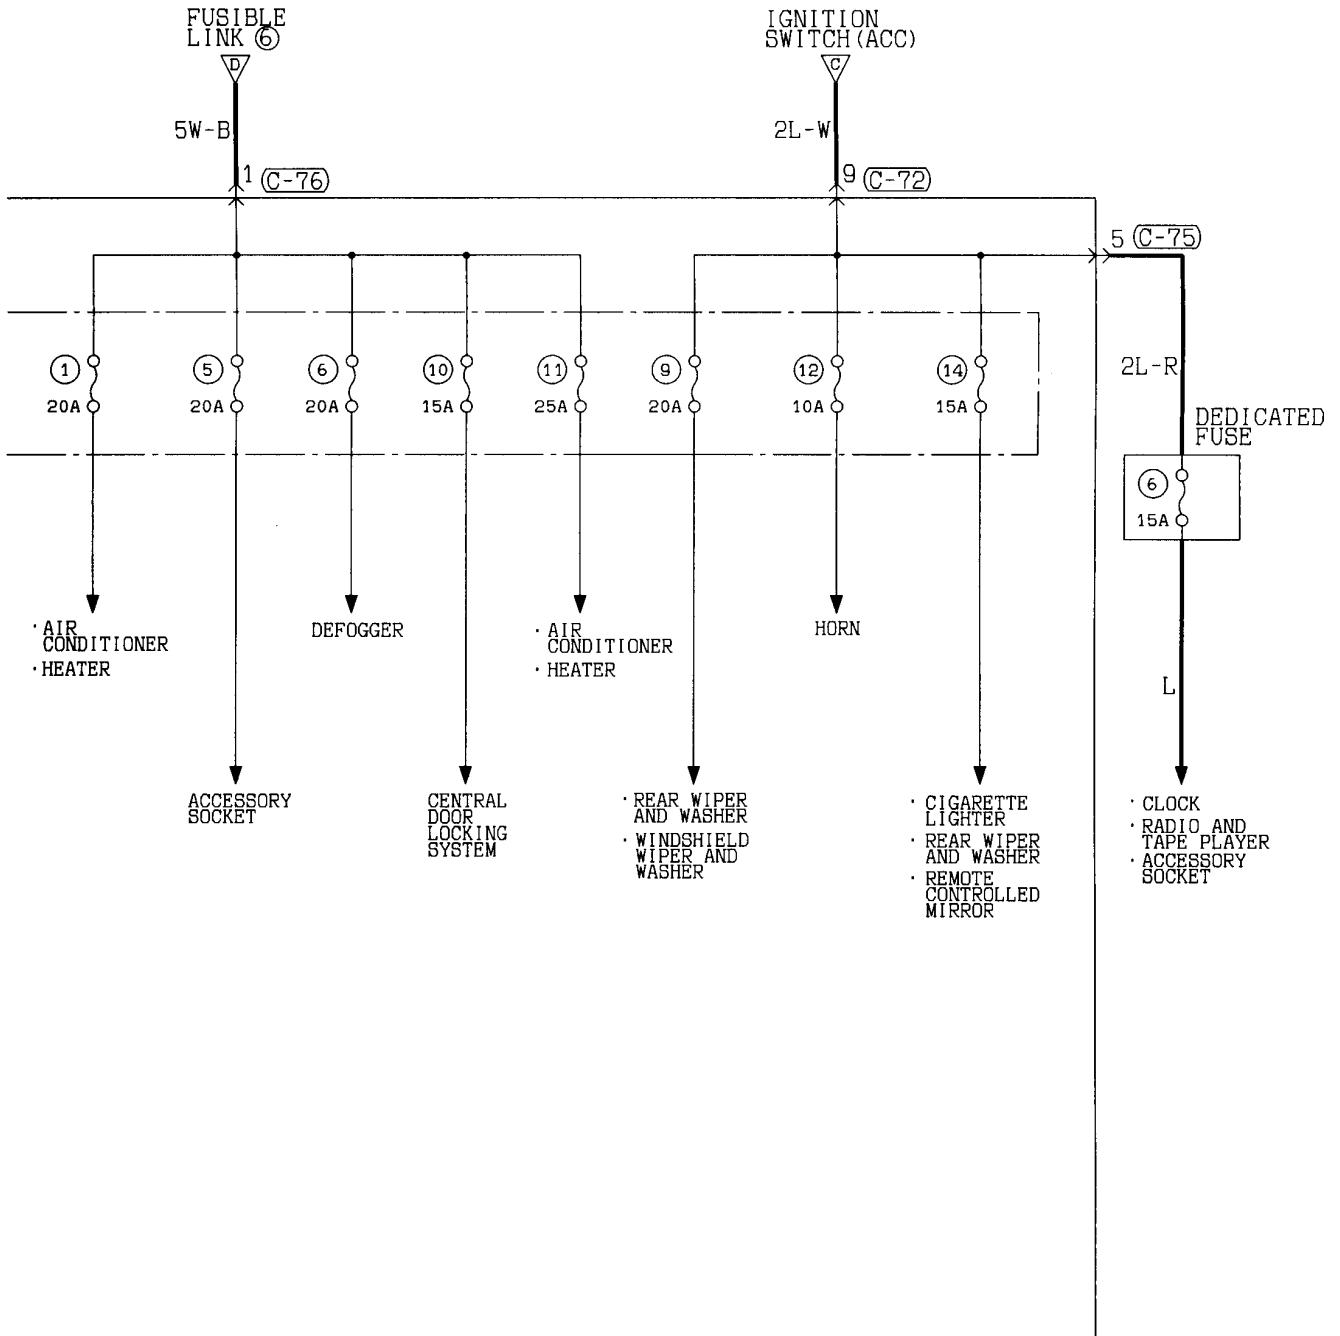 FUSIBLE
LINK ⑥
D
5W-B
1 (C-76)
IGNITION
SWITCH(ACC)
C
2L-W
9 (C-72)
5 (C-75)
2L-R
DEDICATED
FUSE
⑥
15A
L
①
20A
⑤
20A
⑥
20A
⑩
15A
⑪
25A
⑨
20A
⑫
10A
⑭
15A
· AIR
CONDITIONER
· HEATER
DEFOGGER
· AIR
CONDITIONER
· HEATER
HORN
ACCESSORY
SOCKET
CENTRAL
DOOR
LOCKING
SYSTEM
· REAR WIPER
AND WASHER
· WINDSHIELD
WIPER AND
WASHER
· CIGARETTE
LIGHTER
· REAR WIPER
AND WASHER
· REMOTE
CONTROLLED
MIRROR
· CLOCK
· RADIO AND
TAPE PLAYER
· ACCESSORY
SOCKET